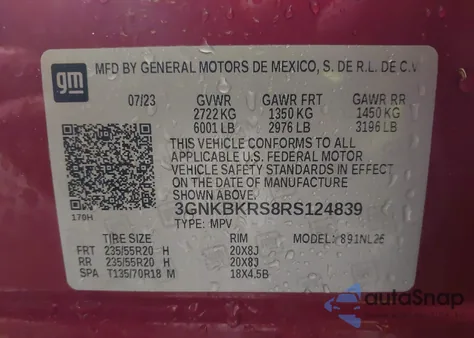 gm
MFD BY GENERAL MOTORS DE MEXICO, S. DE R.L. DE C.V.
07/23 GVWR GAWR FRT GAWR RR
2722 KG 1350 KG 1450 KG
6001 LB 2976 LB 3196 LB
THIS VEHICLE CONFORMS TO ALL
APPLICABLE U.S. FEDERAL MOTOR
VEHICLE SAFETY STANDARDS IN EFFECT
ON THE DATE OF MANUFACTURE
SHOWN ABOVE.
3GNKBKRS8RS124839
170H
TYPE: MPV MODEL: 891NL26
TIRE SIZE RIM
FRT 235/55R20 H 20X8J
RR 235/55R20 H 20X8J
SPA T135/70R18 M 18X4.5B
autoSnap